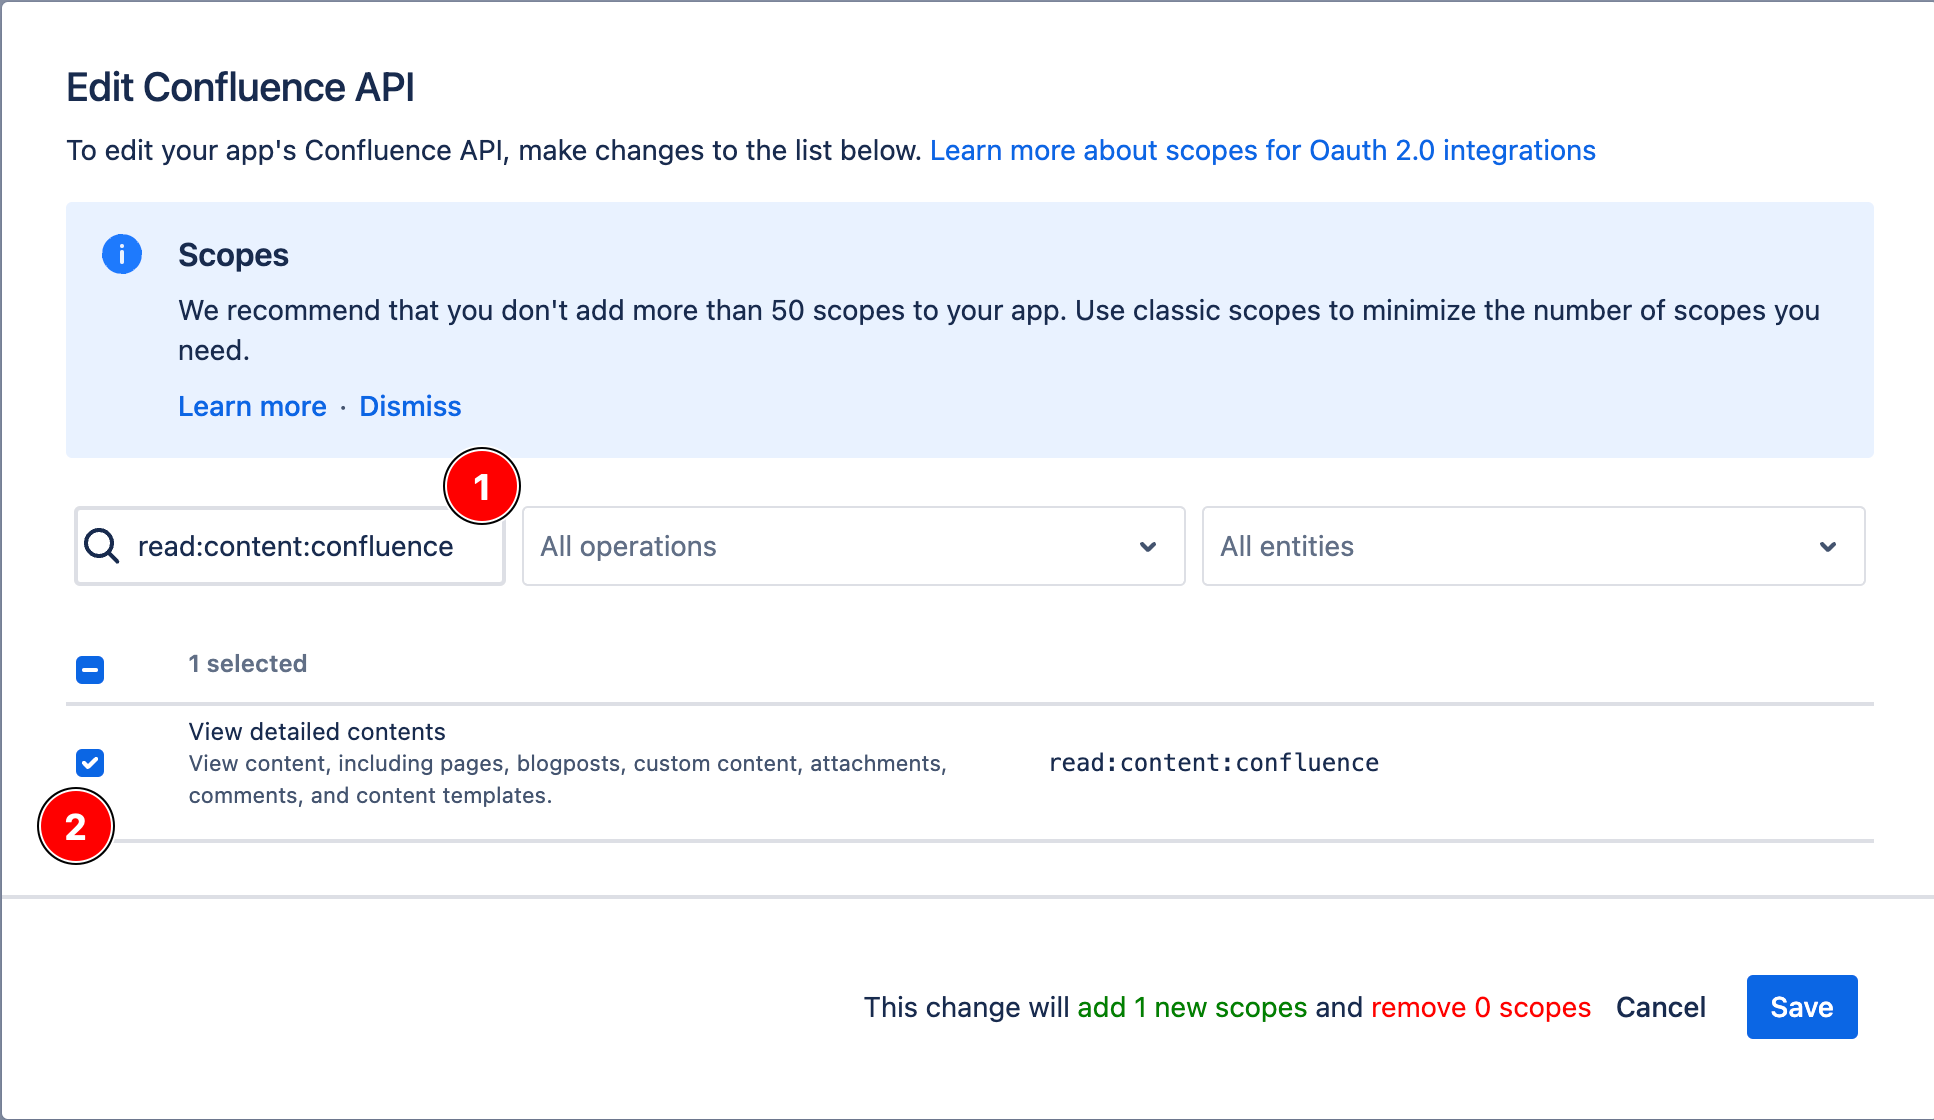 Edit Confluence API
To edit your app's Confluence API, make changes to the list below. Learn more about scopes for Oauth 2.0 integrations
Scopes
We recommend that you don't add more than 50 scopes to your app. Use classic scopes to minimize the number of scopes you
need.
Learn more · Dismiss
1
read:content:confluence
All operations
All entities
1 selected
View detailed contents
View content, including pages, blogposts, custom content, attachments,
comments, and content templates.
read:content:confluence
2
This change will add 1 new scopes and remove 0 scopes
Cancel
Save